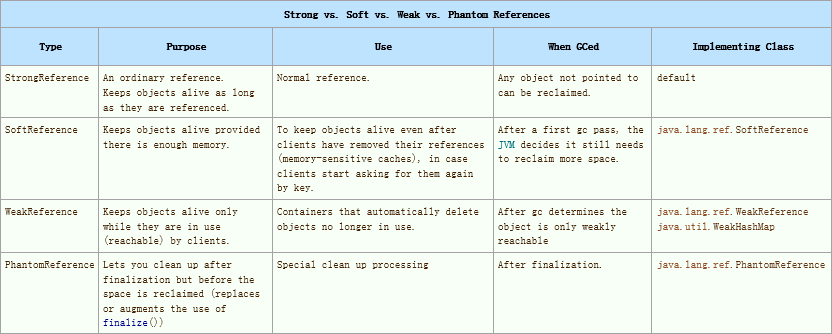 Strong vs. Soft vs. Weak vs. Phantom References
Type Purpose Use When GCed Implementing Class
StrongReference
An ordinary reference.
Keeps objects alive as long
as they are referenced.
Normal reference.
Any object not pointed to
can be reclaimed.
default
SoftReference
Keeps objects alive provided
there is enough memory.
To keep objects alive even after
clients have removed their references
(memory-sensitive caches), in case
clients start asking for them again
by key.
After a first gc pass, the
JVM decides it still needs
to reclaim more space.
java.lang.ref.SoftReference
WeakReference
Keeps objects alive only
while they are in use
(reachable) by clients.
Containers that automatically delete
objects no longer in use.
After gc determines the
object is only weakly
reachable
java.lang.ref.WeakReference
java.util.WeakHashMap
PhantomReference
Lets you clean up after
finalization but before the
space is reclaimed (replaces
or augments the use of
finalize())
Special clean up processing
After finalization.
java.lang.ref.PhantomReference